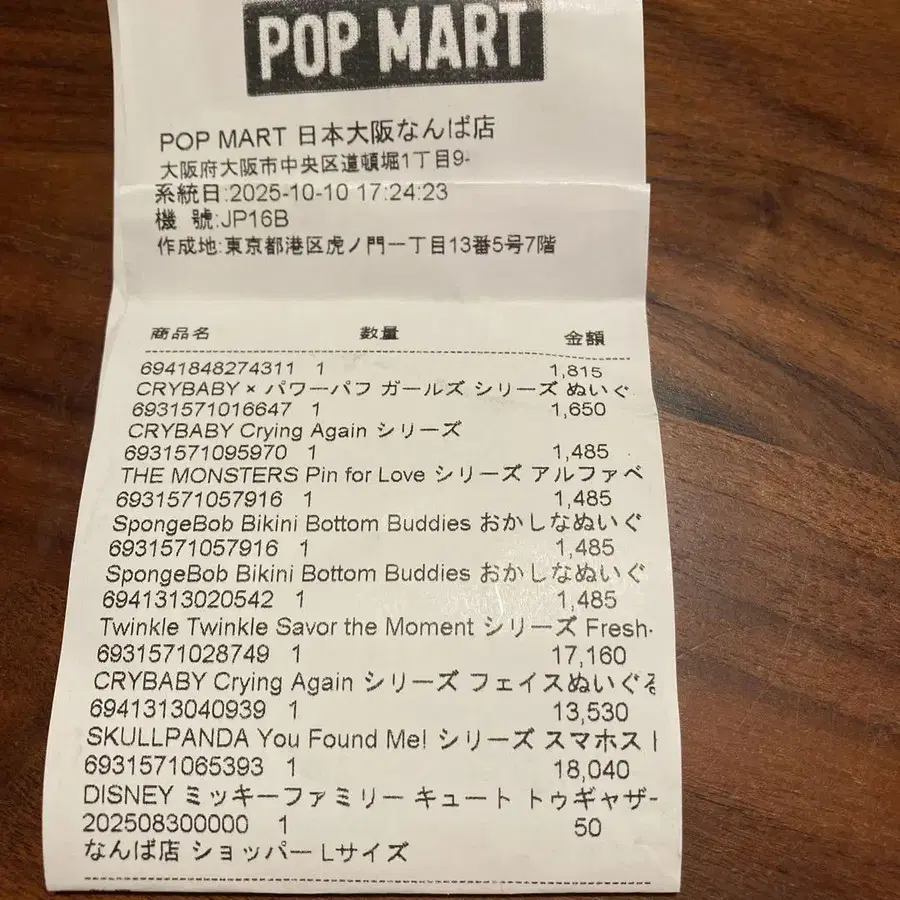 POP MART
POP MART 日本大阪なんば店
大阪府大阪市中央区道頓堀1丁目9-
系統日:2025-10-10 17:24:23
機 號:JP16B
作成地:東京都港区虎ノ門一丁目13番5号7階
商品名 数量 金額
6941848274311 1 1,815
CRYBABY × パワーパフ ガールズ シリーズ ぬいぐ
6931571016647 1 1,650
CRYBABY Crying Again シリーズ
6931571095970 1 1,485
THE MONSTERS Pin for Love シリーズ アルファベ
6931571057916 1 1,485
SpongeBob Bikini Bottom Buddies おかしなぬいぐ
6931571057916 1 1,485
SpongeBob Bikini Bottom Buddies おかしなぬいぐ
6941313020542 1 1,485
Twinkle Twinkle Savor the Moment シリーズ Fresh-
6931571028749 1 17,160
CRYBABY Crying Again シリーズ フェイスぬいぐる
6941313040939 1 13,530
SKULLPANDA You Found Me! シリーズ スマホスト
6931571065393 1 18,040
DISNEY ミッキーファミリー キュート トゥギャザー
202508300000 1 50
なんば店 ショッパー Lサイズ